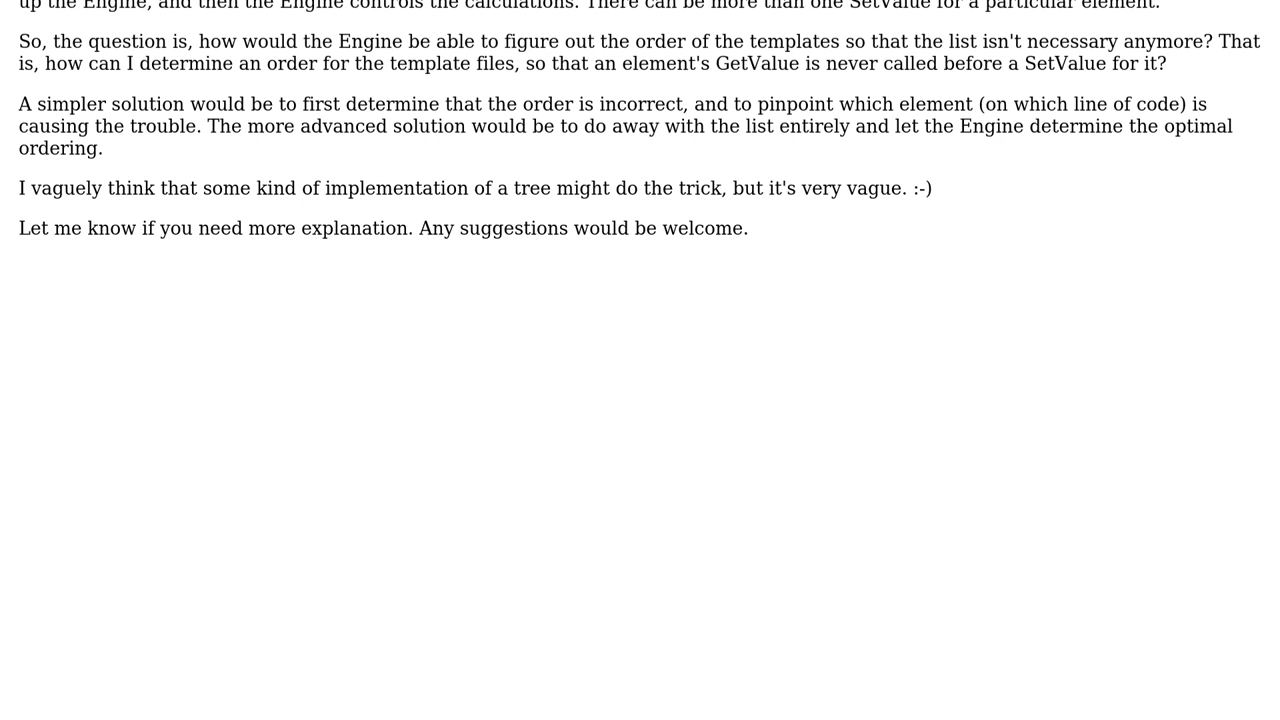 up the Engine, and then the Engine controls the calculations. There can be more than one SetValue for a particular element.
So, the question is, how would the Engine be able to figure out the order of the templates so that the list isn't necessary anymore? That
is, how can I determine an order for the template files, so that an element's GetValue is never called before a SetValue for it?
A simpler solution would be to first determine that the order is incorrect, and to pinpoint which element (on which line of code) is
causing the trouble. The more advanced solution would be to do away with the list entirely and let the Engine determine the optimal
ordering.
I vaguely think that some kind of implementation of a tree might do the trick, but it's very vague. :-)
Let me know if you need more explanation. Any suggestions would be welcome.